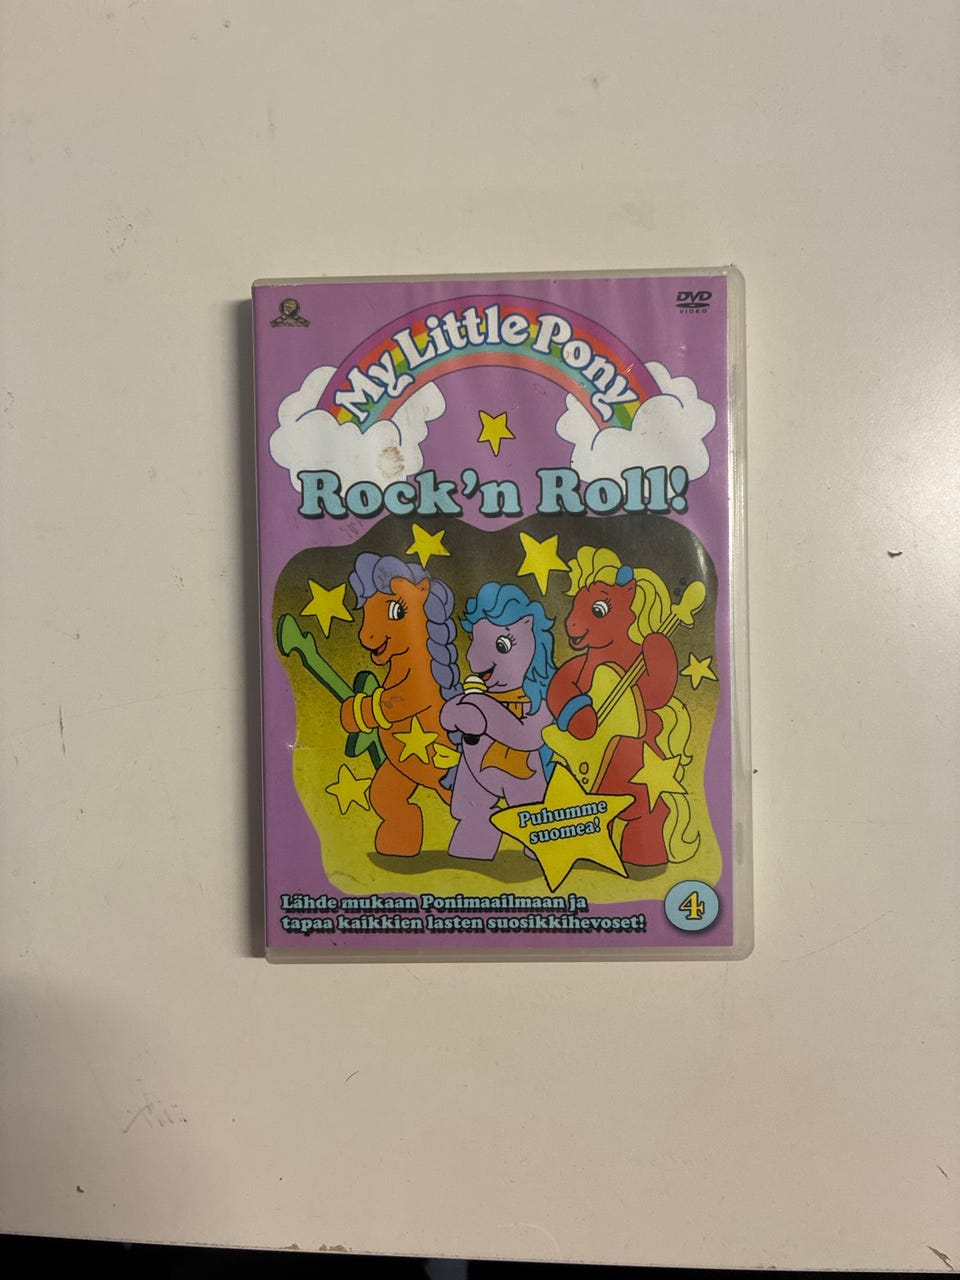 DVD
VIDEO
My Little Pony
Rock'n Roll!
Puhumme
suomea!
Lähde mukaan Ponimaailmaan ja
tapaa kaikkien lasten suosikkihevoset!
4